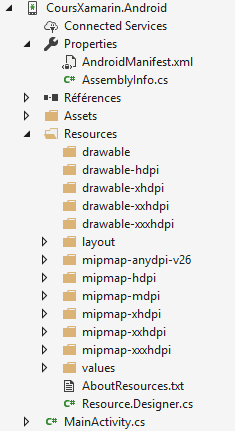 CoursXamarin.Android
Connected Services
Properties
AndroidManifest.xml
C# AssemblyInfo.cs
Références
Assets
Resources
drawable
drawable-hdpi
drawable-xhdpi
drawable-xxhdpi
drawable-xxxhdpi
layout
mipmap-anydpi-v26
mipmap-hdpi
mipmap-mdpi
mipmap-xhdpi
mipmap-xxhdpi
mipmap-xxxhdpi
values
AboutResources.txt
C# Resource.Designer.cs
C# MainActivity.cs